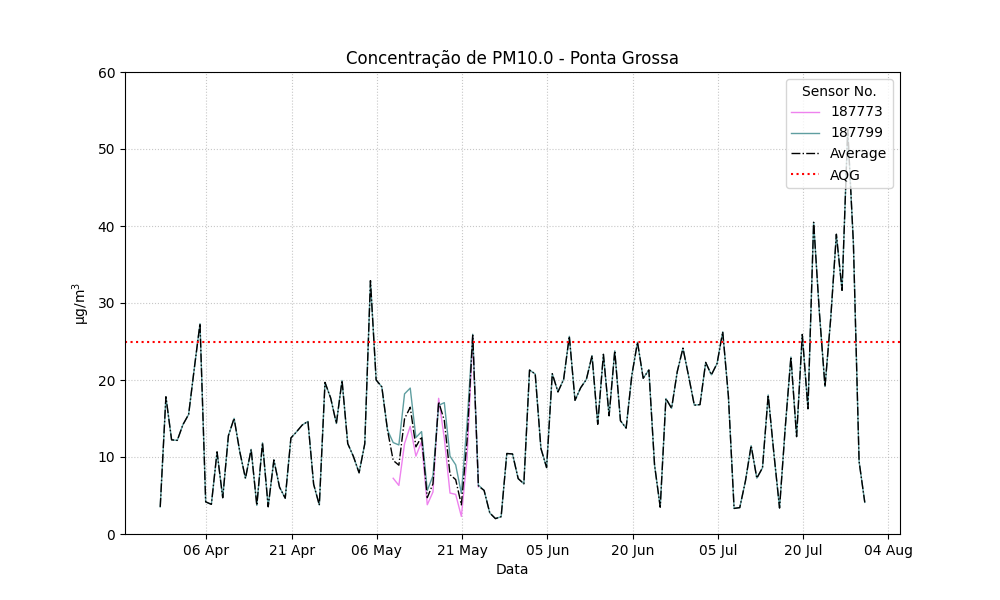 Concentração de PM10.0 - Ponta Grossa
60
50
40
30
20
10
0
µg/m³
Sensor No.
187773
187799
Average
AQG
06 Apr
21 Apr
06 May
21 May
05 Jun
20 Jun
05 Jul
20 Jul
04 Aug
Data